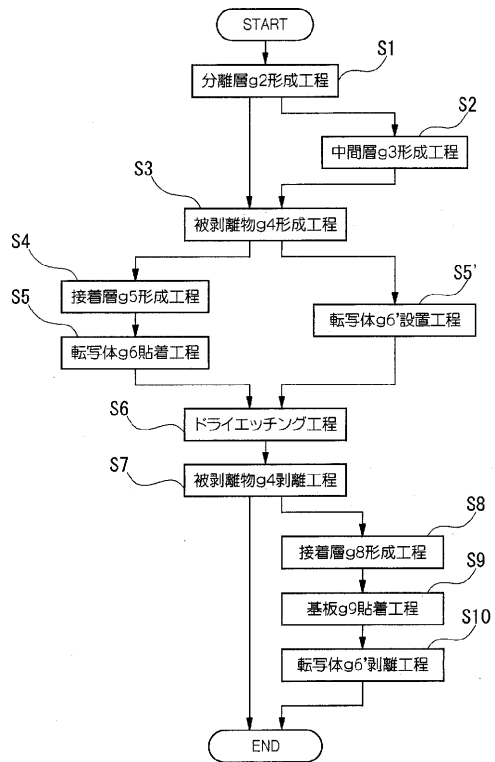 START
S1
分離層g2形成工程
S2
中間層g3形成工程
S3
被剥離物g4形成工程
S4
接着層g5形成工程
S5
転写体g6貼着工程
S5'
転写体g6'設置工程
S6
ドライエッチング工程
S7
被剥離物g4剥離工程
S8
接着層g8形成工程
S9
基板g9貼着工程
S10
転写体g6'剥離工程
END